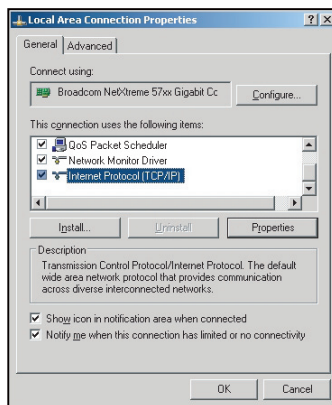 Local Area Connection Properties
General Advanced
Connect using:
Broadcom NetXtreme 57xx Gigabit Cc
Configure...
This connection uses the following items:
QoS Packet Scheduler
Network Monitor Driver
Internet Protocol (TCP/IP)
Install... Uninstall Properties
Description
Transmission Control Protocol/Internet Protocol. The default
wide area network protocol that provides communication
across diverse interconnected networks.
Show icon in notification area when connected
Notify me when this connection has limited or no connectivity
OK Cancel